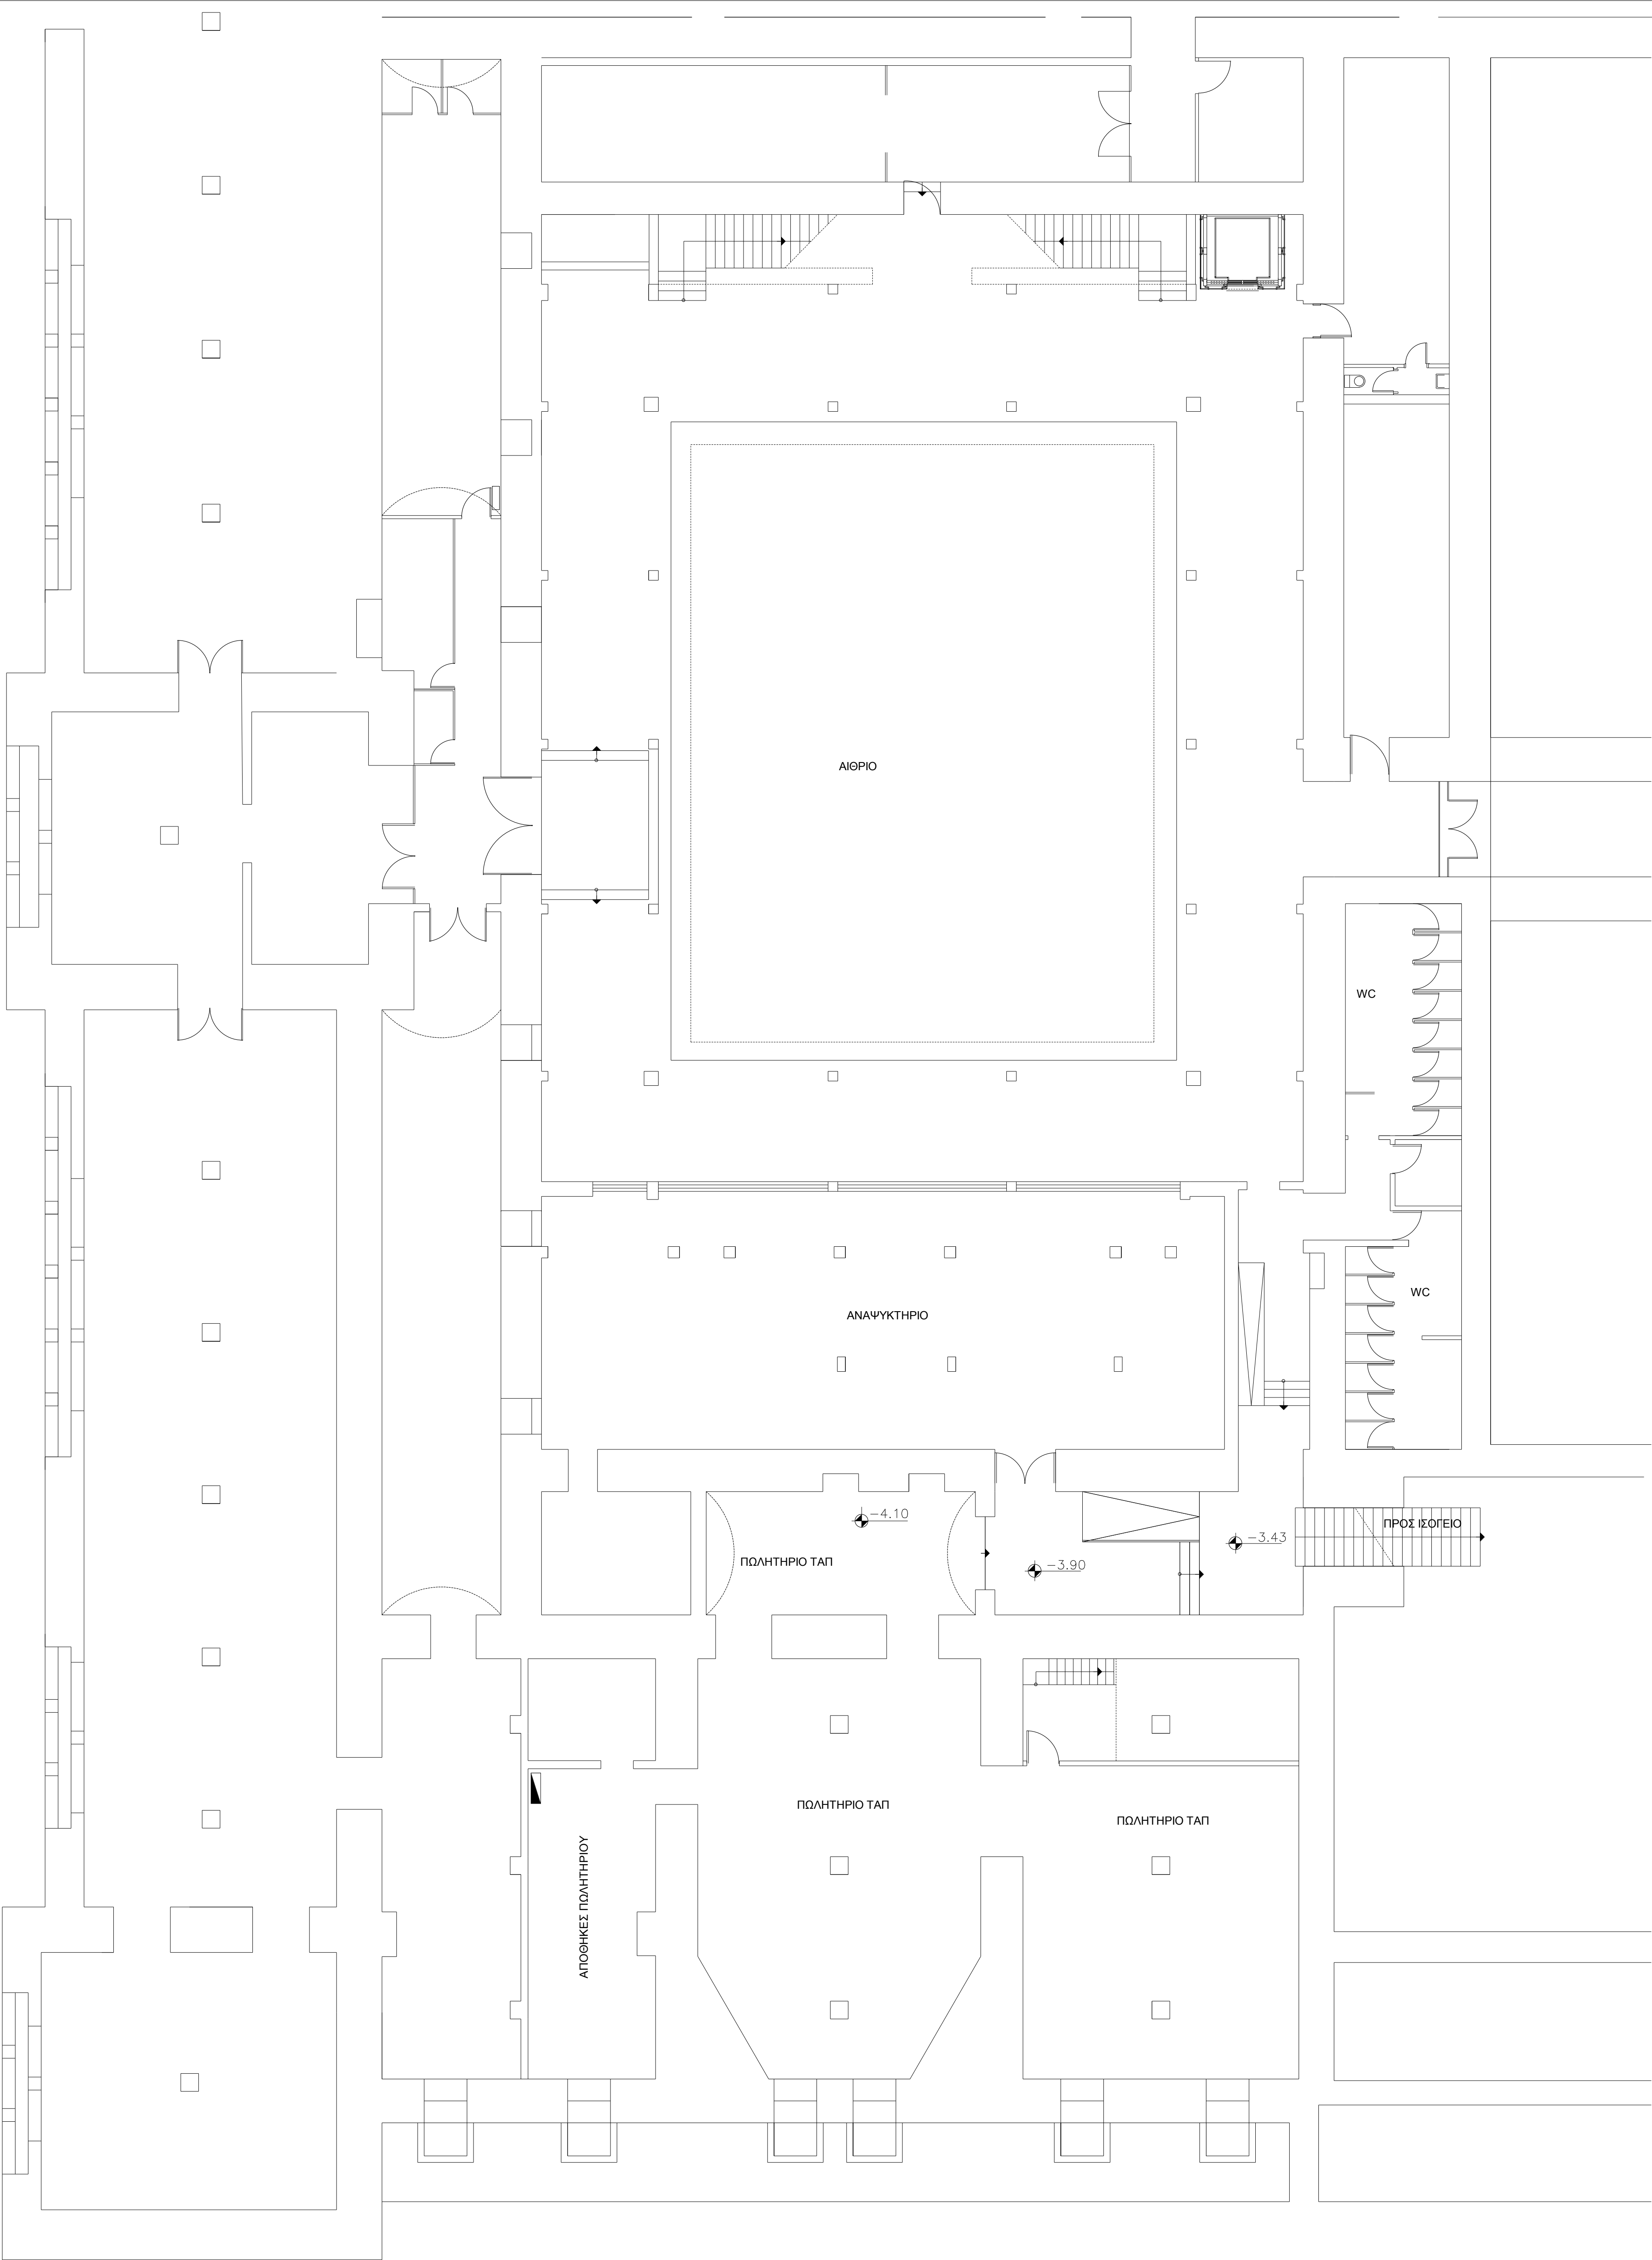 ΑΙΘΡΙΟ
WC
WC
ΑΝΑΨΥΚΤΗΡΙΟ
-4.10
ΠΡΟΣ ΙΣΟΓΕΙΟ
-3.43
ΠΩΛΗΤΗΡΙΟ ΤΑΠ
-3.90
ΠΩΛΗΤΗΡΙΟ ΤΑΠ
ΠΩΛΗΤΗΡΙΟ ΤΑΠ
ΑΠΟΘΗΚΕΣ ΠΩΛΗΤΗΡΙΟΥ